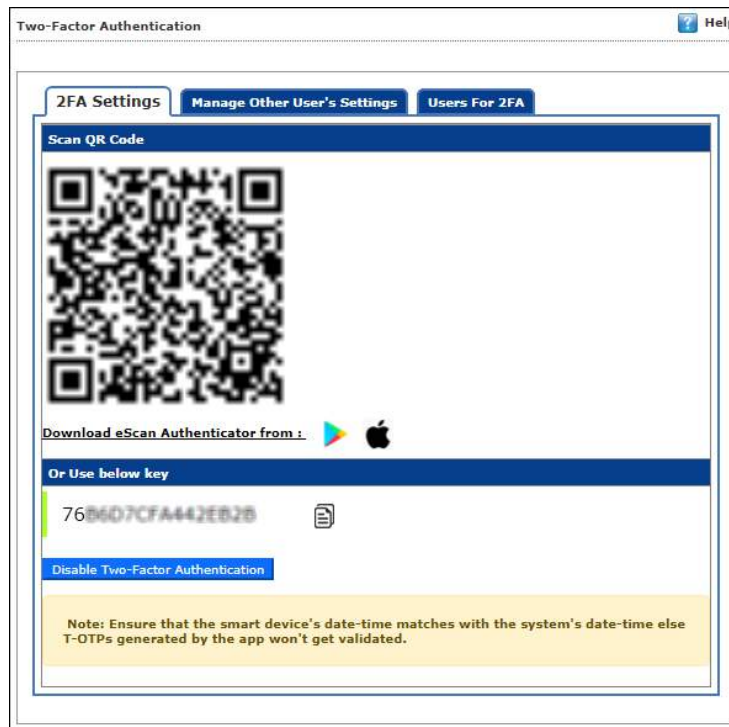 Two-Factor Authentication
Help
2FA Settings
Manage Other User's Settings
Users For 2FA
Scan QR Code
Download eScan Authenticator from :
Or Use below key
76
Disable Two-Factor Authentication
Note: Ensure that the smart device's date-time matches with the system's date-time else
T-OTPs generated by the app won't get validated.